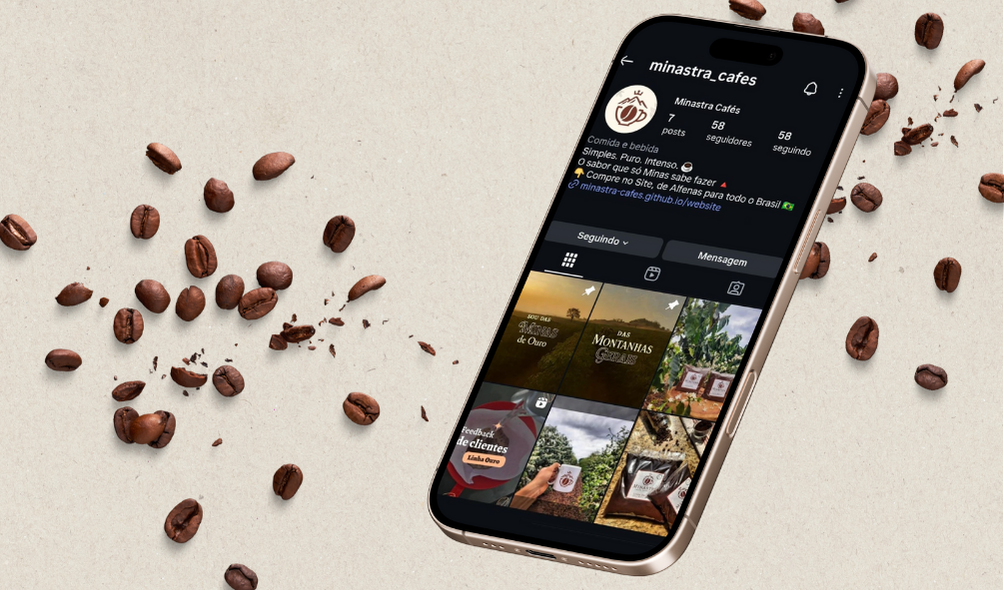 minastra_cafes
Minastra Cafés
7
posts
58
seguidores
58
seguindo
Comida e bebida
Simples. Puro. Intenso. ☕
O sabor que só Minas sabe fazer 🔺
👇 Compre no Site, de Alfenas para todo o Brasil 🇧🇷
minastra-cafes.github.io/website
Seguindo
Mensagem
SOU DAS
MINAS
de Ouro
DAS
MONTANHAS
GERAIS
Feedback
de clientes
Linha Ouro